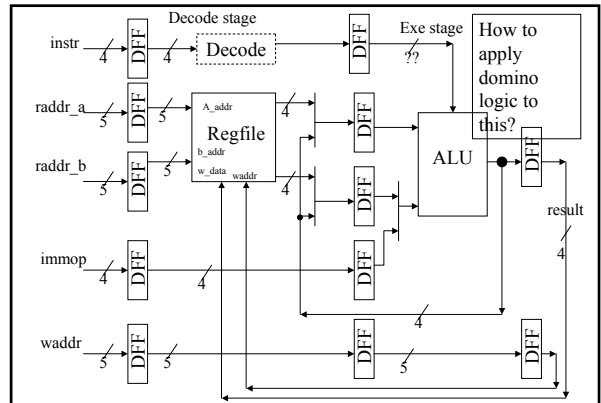 Decode stage
instr
4
DFF
4
Decode
DFF
Exe stage
??
How to
apply
domino
logic to
this?
raddr_a
5
DFF
5
A_addr
Regfile
b_addr
w_data
waddr
4
DFF
ALU
DFF
raddr_b
5
DFF
5
4
DFF
result
4
immop
4
DFF
4
DFF
4
waddr
5
DFF
5
DFF
5
DFF